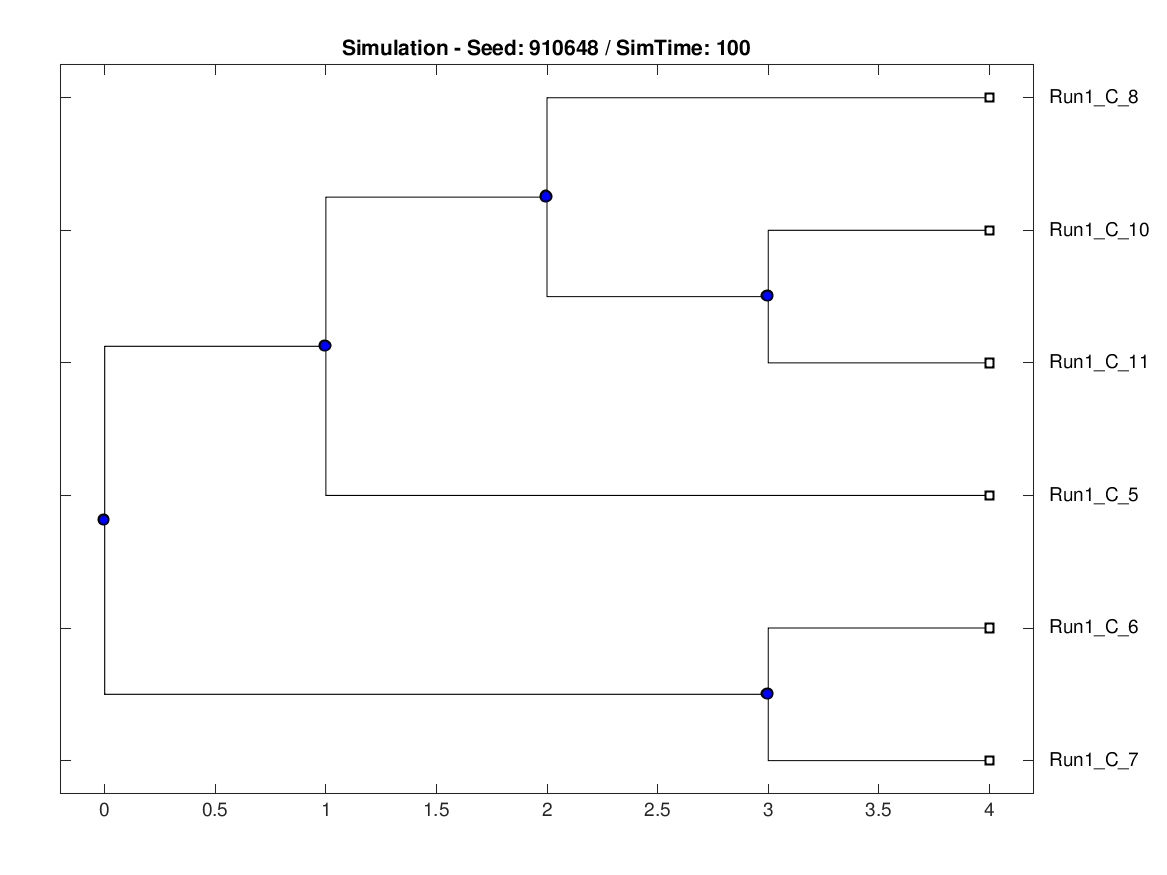 Simulation - Seed: 910648 / SimTime: 100
Run1_C_8
Run1_C_10
Run1_C_11
Run1_C_5
Run1_C_6
Run1_C_7
0 0.5 1 1.5 2 2.5 3 3.5 4